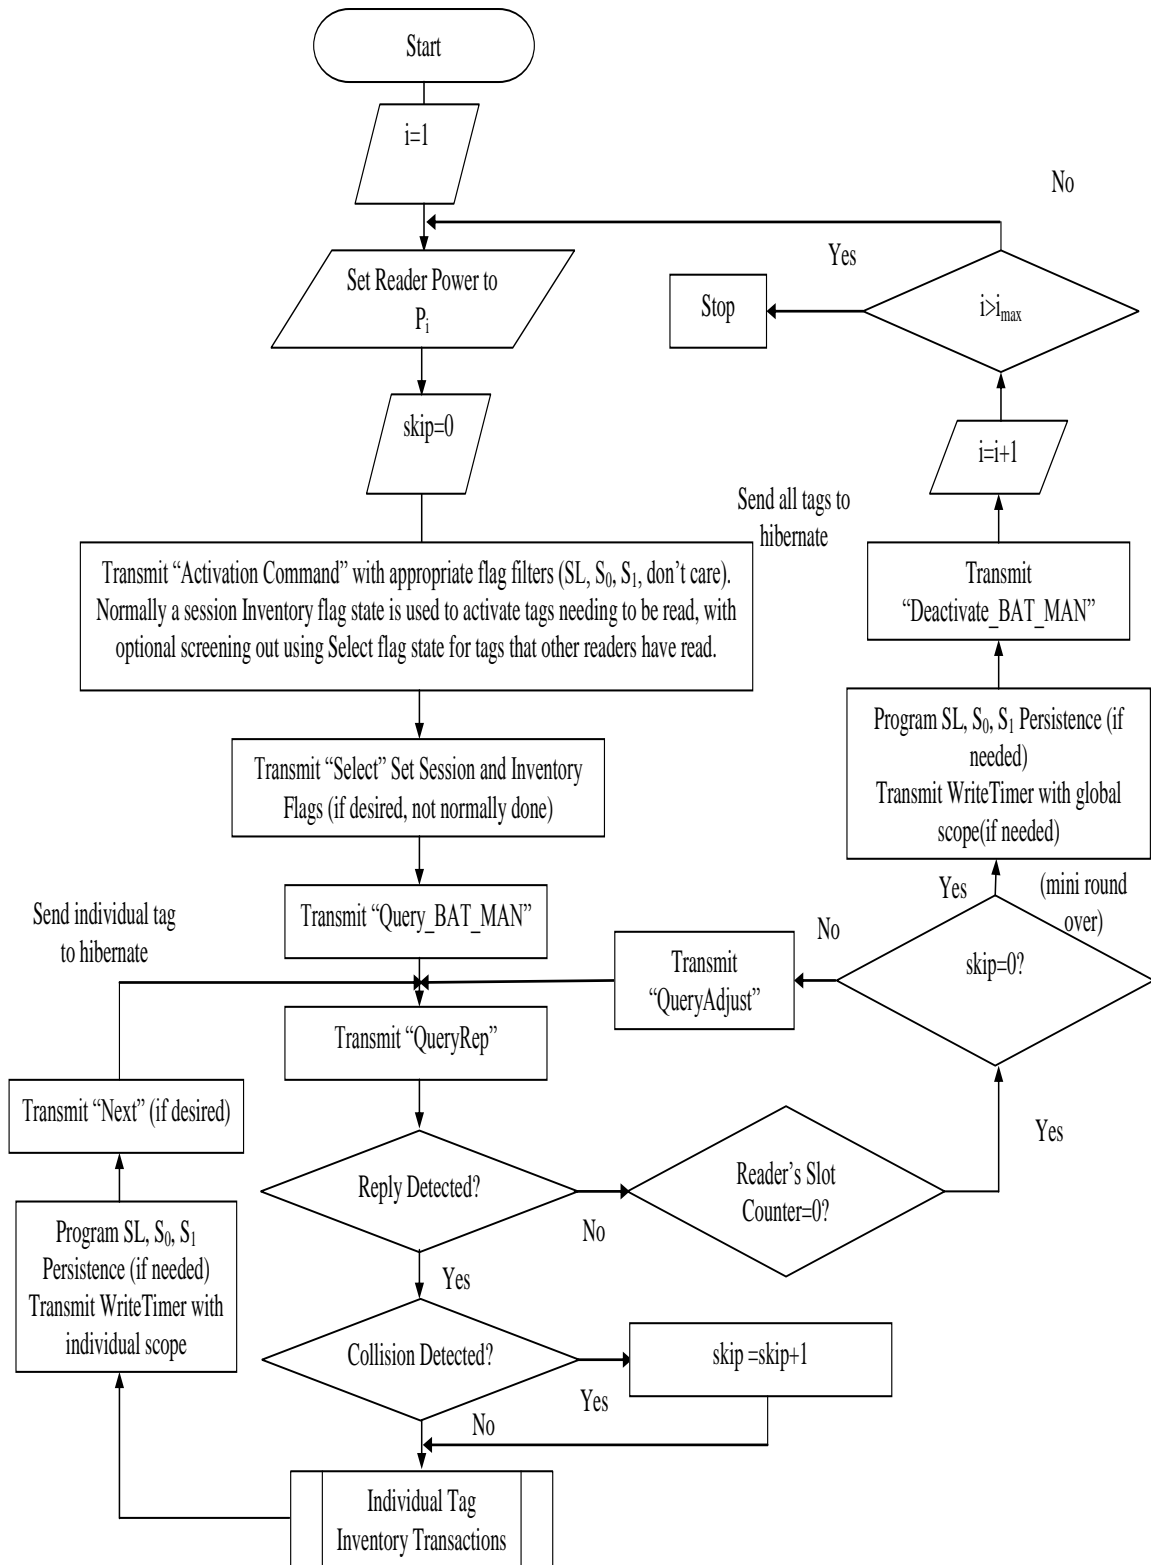 Start
i=1
No
Yes
Set Reader Power to
Pᵢ
Stop
i>iₘₐₓ
skip=0
i=i+1
Send all tags to
hibernate
Transmit “Activation Command” with appropriate flag filters (SL, S₀, S₁, don’t care).
Normally a session Inventory flag state is used to activate tags needing to be read, with
optional screening out using Select flag state for tags that other readers have read.
Transmit
“Deactivate_BAT_MAN”
Transmit “Select” Set Session and Inventory
Flags (if desired, not normally done)
Program SL, S₀, S₁ Persistence (if
needed)
Transmit WriteTimer with global
scope(if needed)
Yes
(mini round
over)
Send individual tag
to hibernate
Transmit “Query_BAT_MAN”
No
Transmit
“QueryAdjust”
skip=0?
Transmit “QueryRep”
Transmit “Next” (if desired)
Yes
Reply Detected?
No
Reader’s Slot
Counter=0?
Program SL, S₀, S₁
Persistence (if needed)
Transmit WriteTimer with
individual scope
Yes
Collision Detected?
skip =skip+1
Yes
No
Individual Tag
Inventory Transactions